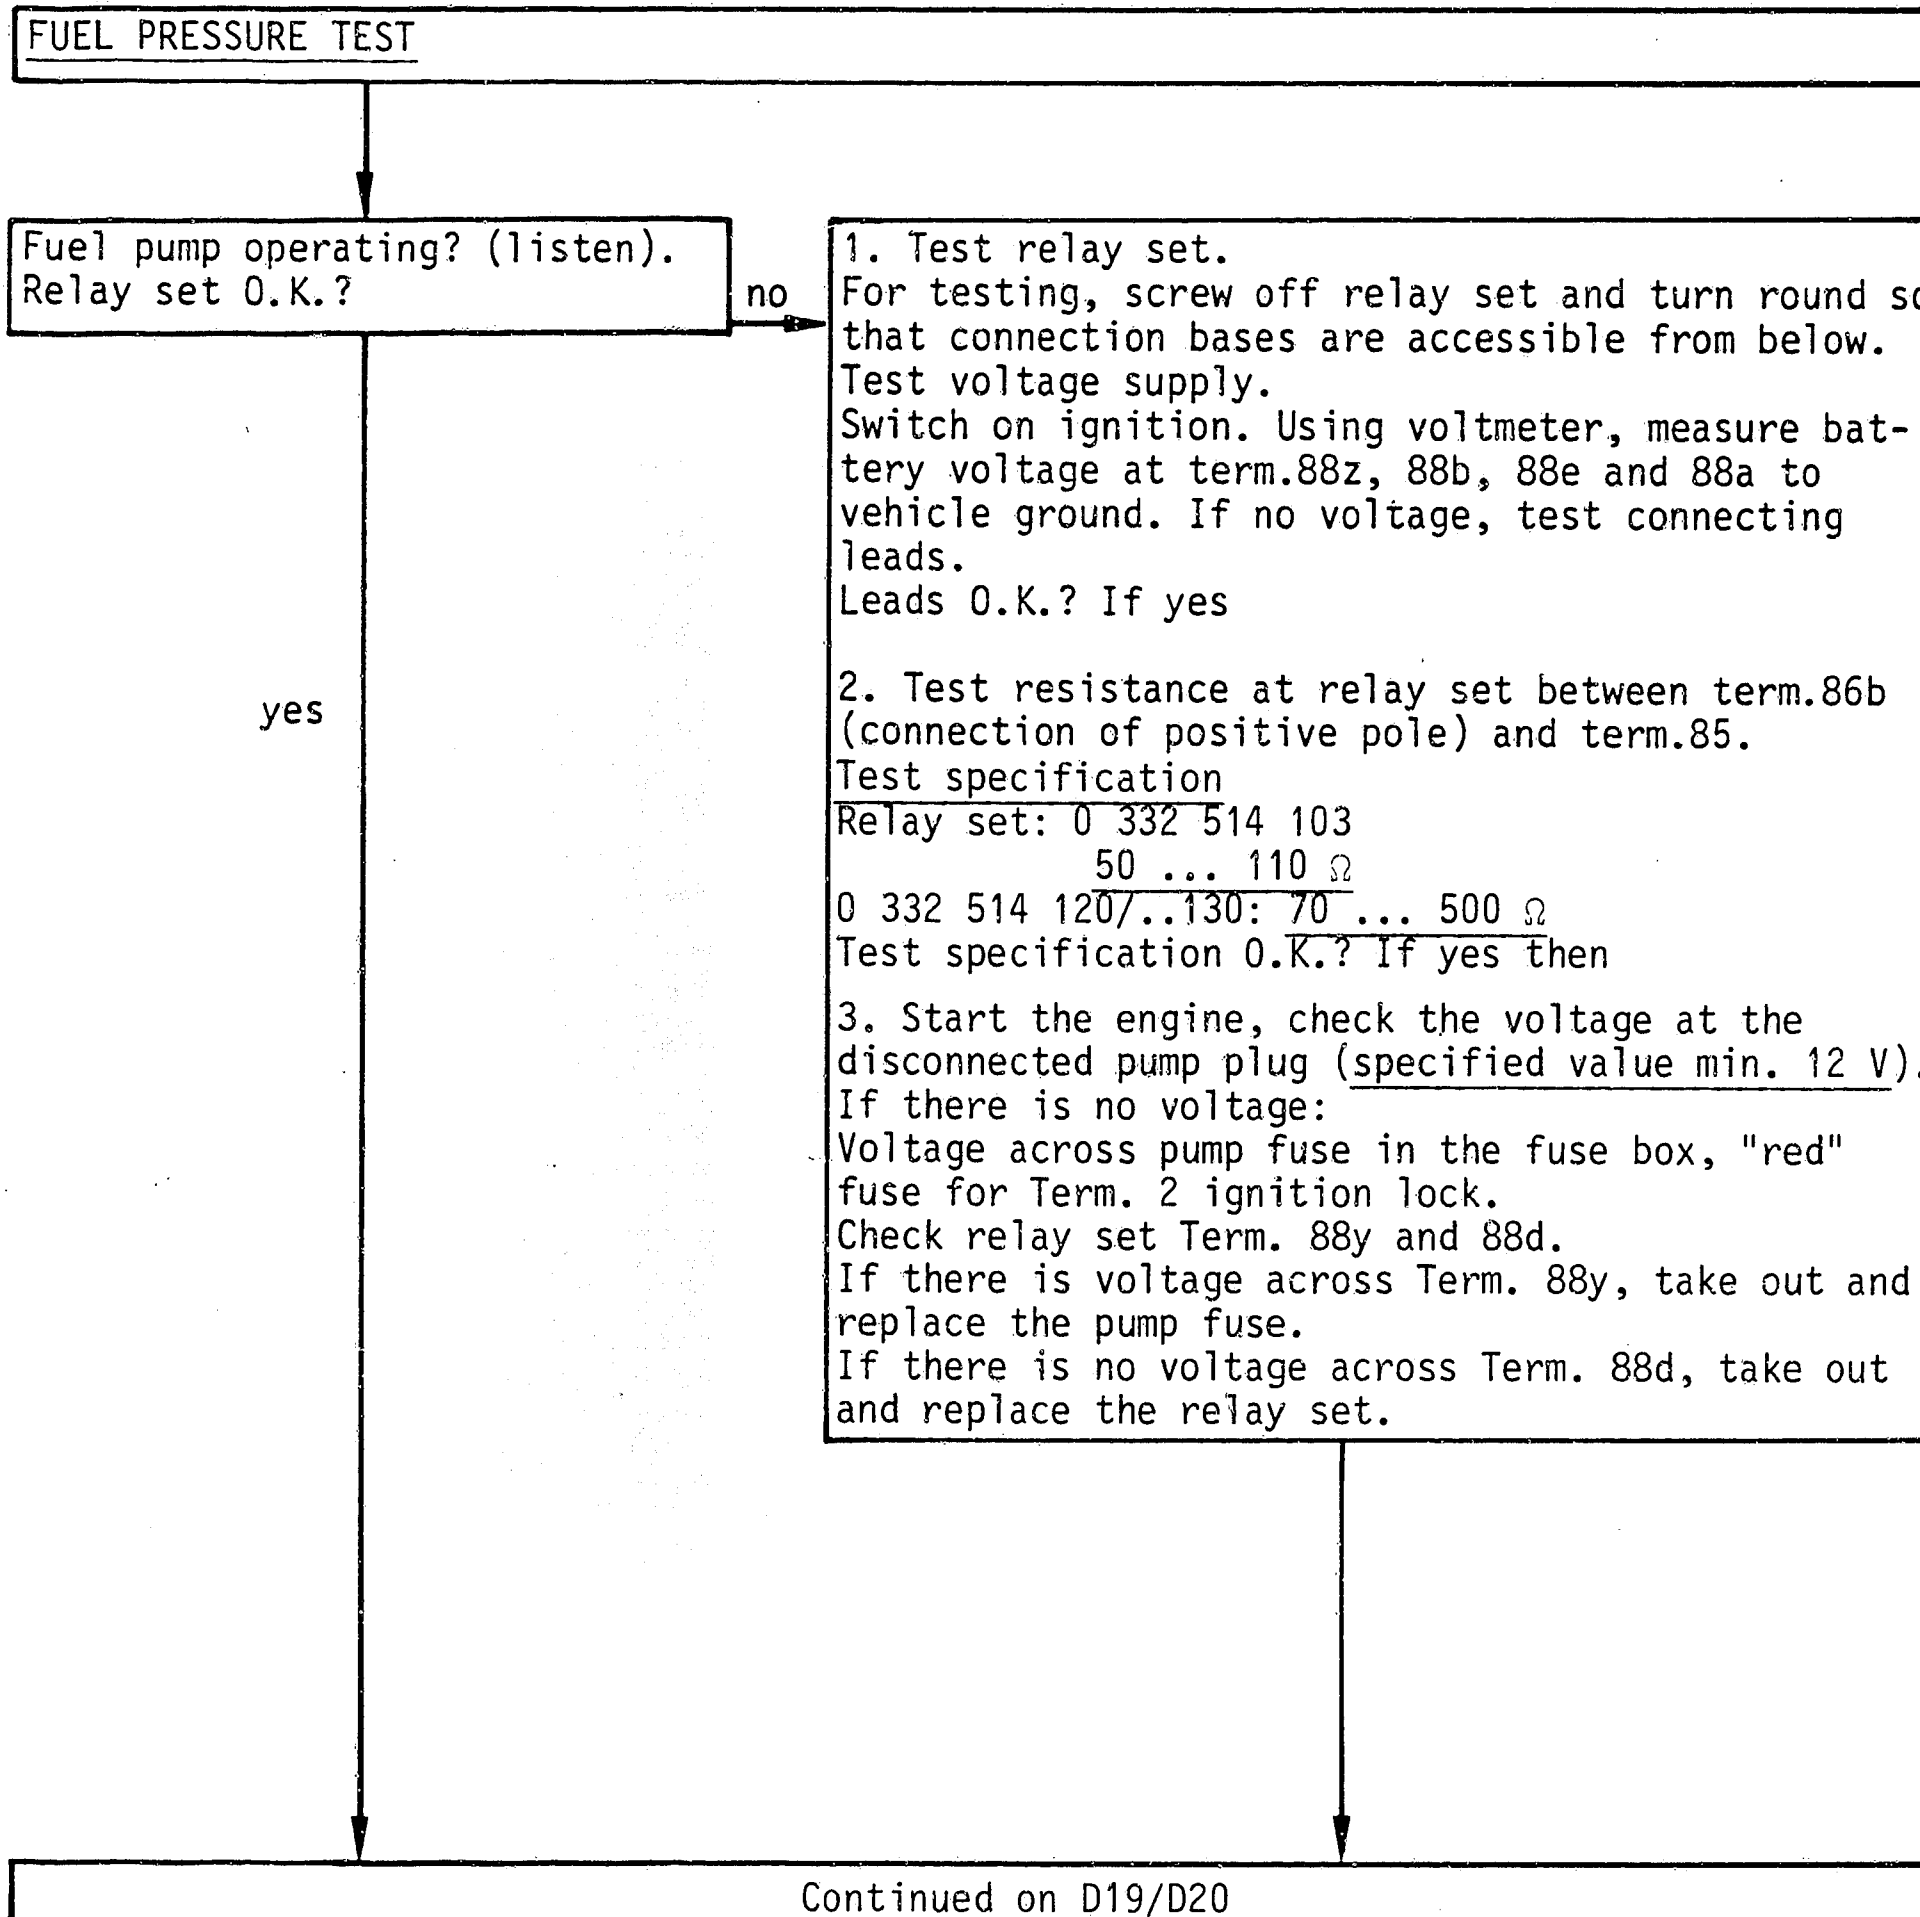 FUEL PRESSURE TEST
Fuel pump operating? (listen).
Relay set O.K.?
no
1. Test relay set.
For testing, screw off relay set and turn round so
that connection bases are accessible from below.
Test voltage supply.
Switch on ignition. Using voltmeter, measure bat-
tery voltage at term.88z, 88b, 88e and 88a to
vehicle ground. If no voltage, test connecting
leads.
Leads O.K.? If yes
yes
2. Test resistance at relay set between term.86b
(connection of positive pole) and term.85.
Test specification
Relay set: 0 332 514 103
50 ... 110 Ω
0 332 514 120/..130: 70 ... 500 Ω
Test specification O.K.? If yes then
3. Start the engine, check the voltage at the
disconnected pump plug (specified value min. 12 V).
If there is no voltage:
Voltage across pump fuse in the fuse box, "red"
fuse for Term. 2 ignition lock.
Check relay set Term. 88y and 88d.
If there is voltage across Term. 88y, take out and
replace the pump fuse.
If there is no voltage across Term. 88d, take out
and replace the relay set.
Continued on D19/D20